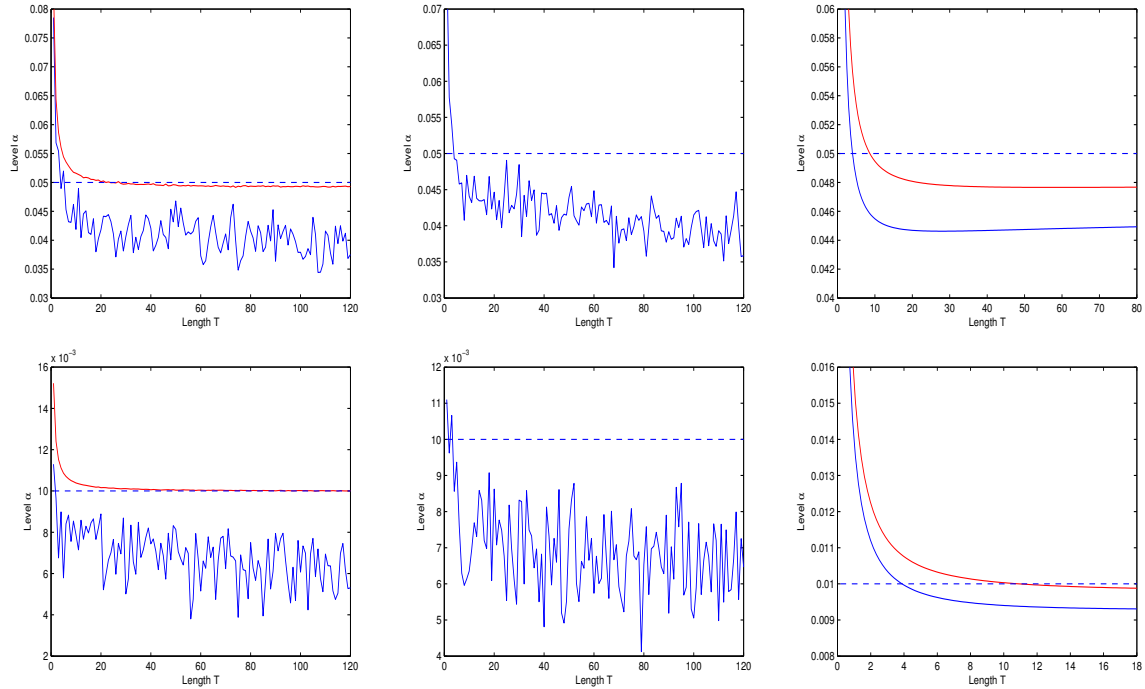 0.08
0.075
0.07
0.065
0.06
0.055
0.05
0.045
0.04
0.035
0.03
Level α
0 20 40 60 80 100 120
Length T
0.07
0.065
0.06
0.055
0.05
0.045
0.04
0.035
0.03
Level α
0 20 40 60 80 100 120
Length T
0.06
0.058
0.056
0.054
0.052
0.05
0.048
0.046
0.044
0.042
0.04
Level α
0 10 20 30 40 50 60 70 80
Length T
x 10⁻³
16
14
12
10
8
6
4
2
Level α
0 20 40 60 80 100 120
Length T
x 10⁻³
12
11
10
9
8
7
6
5
4
Level α
0 20 40 60 80 100 120
Length T
0.016
0.015
0.014
0.013
0.012
0.011
0.01
0.009
0.008
Level α
0 2 4 6 8 10 12 14 16 18
Length T